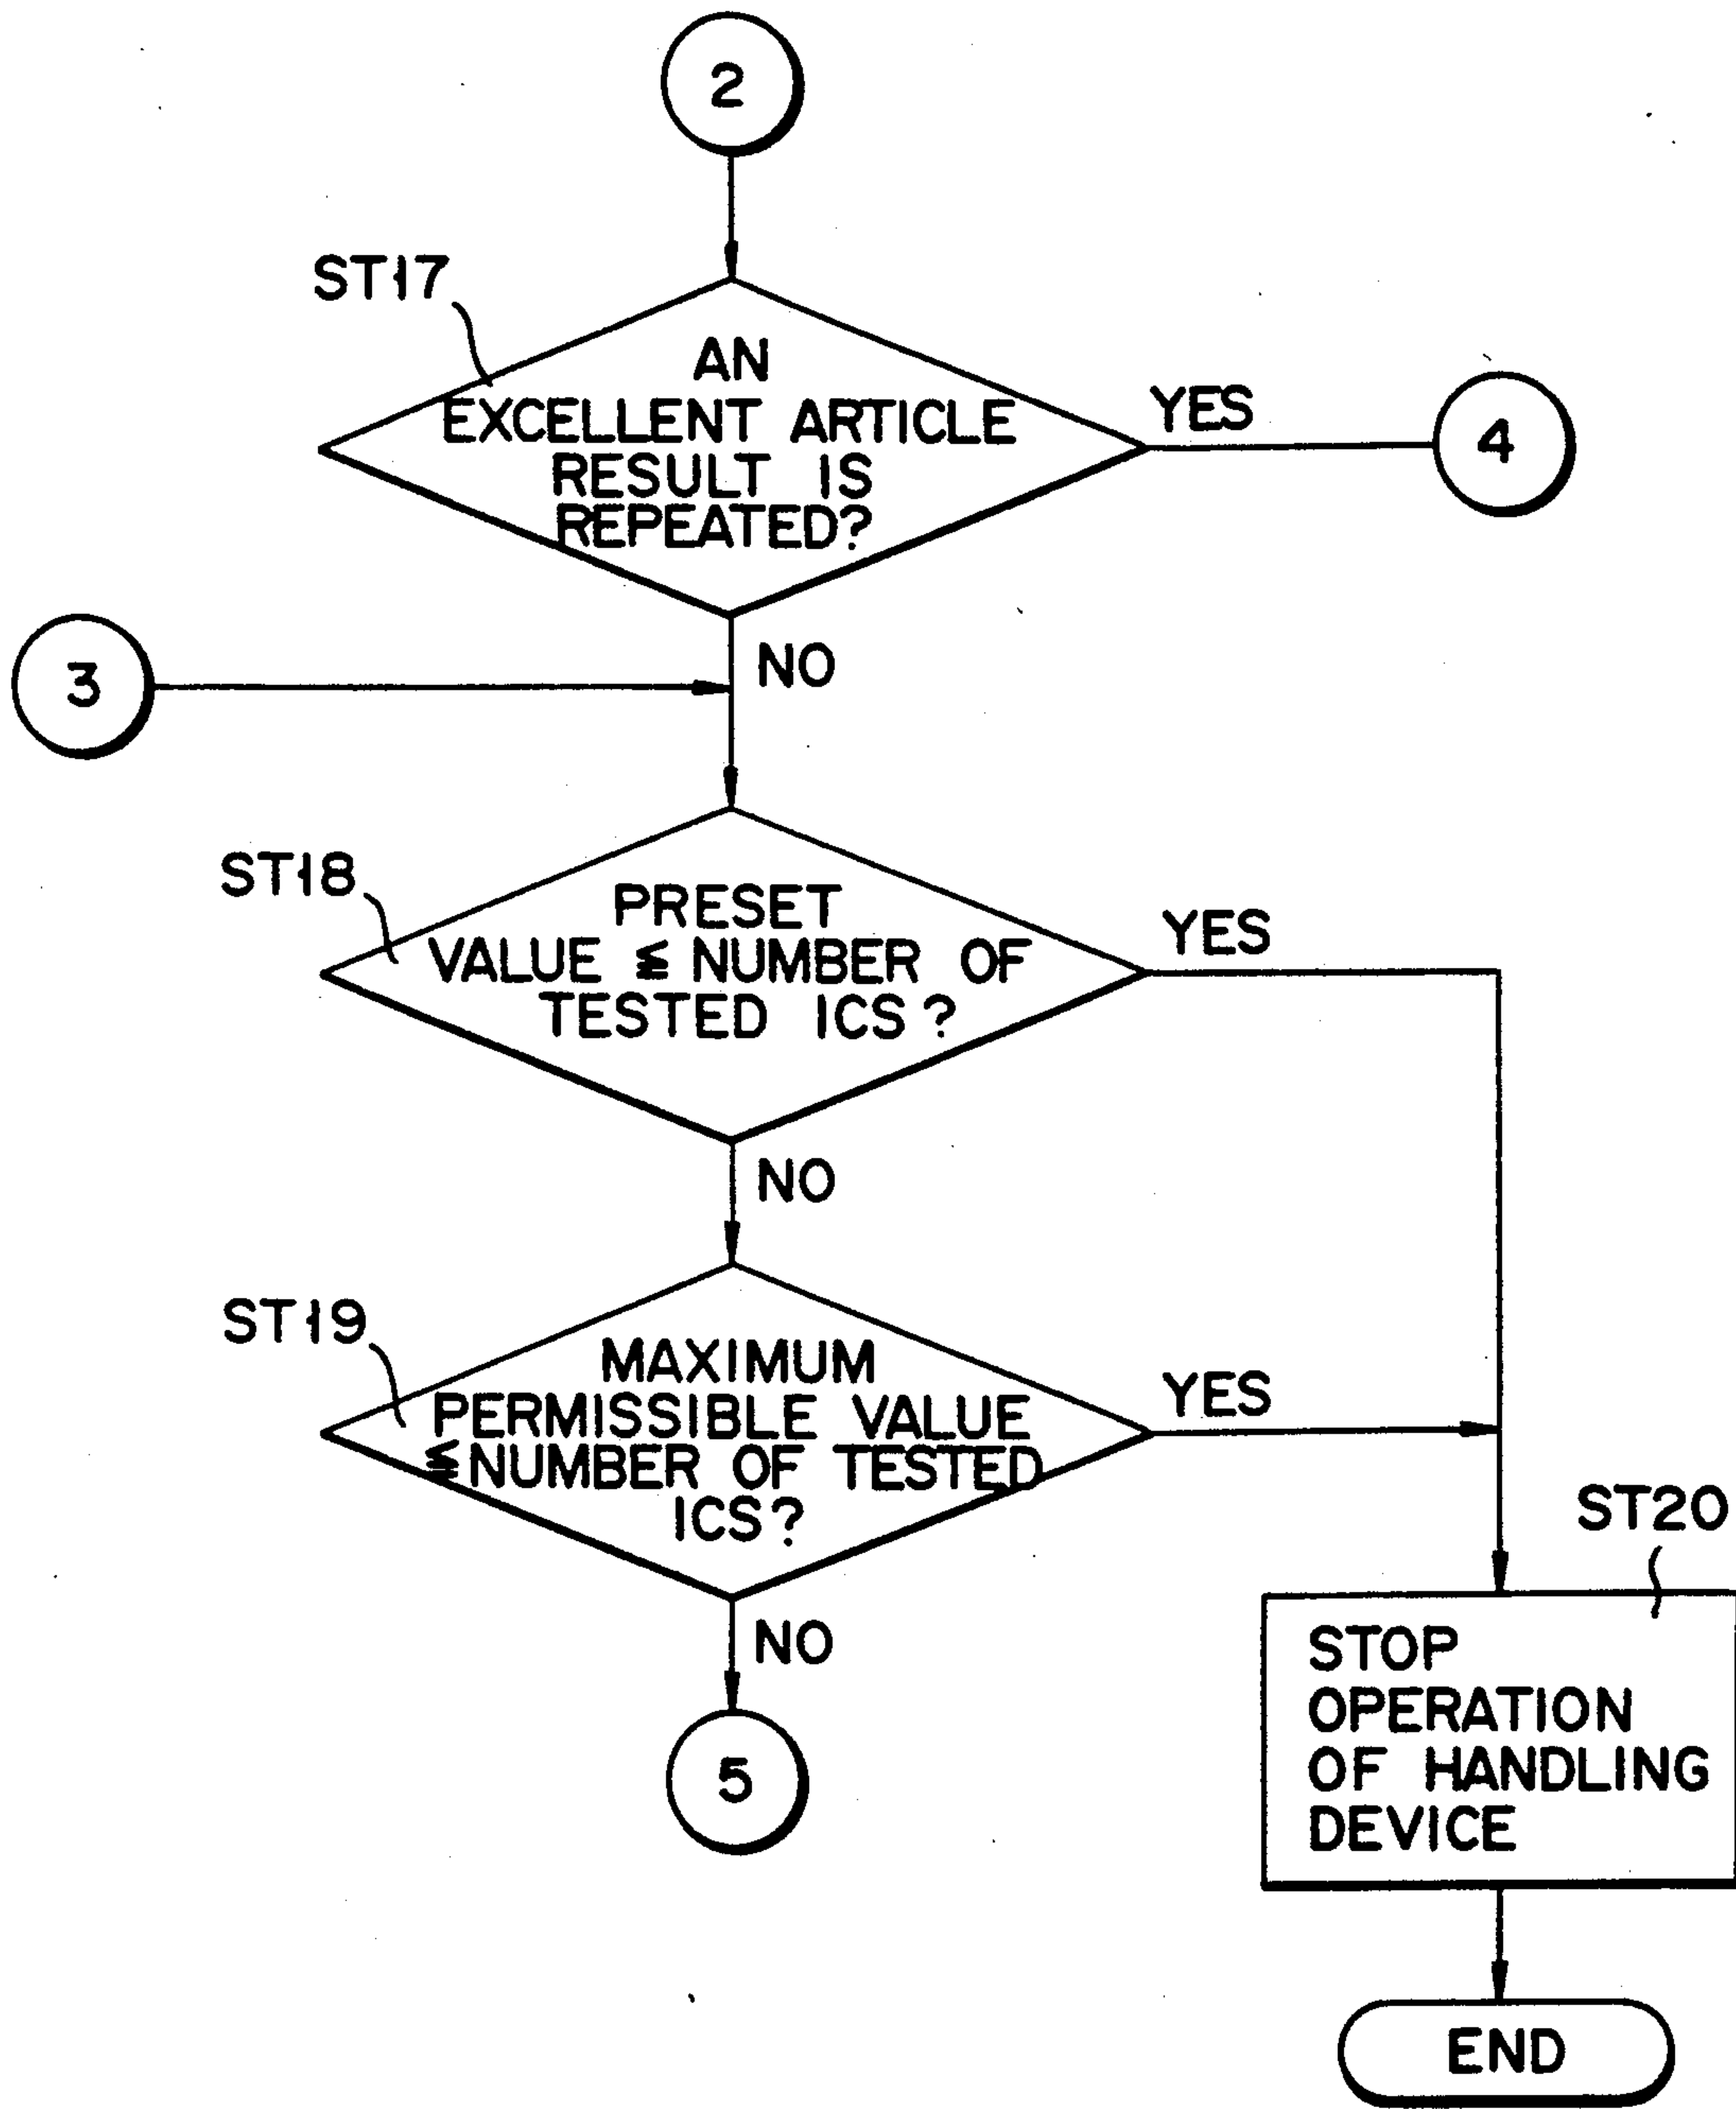 2
ST17
AN
EXCELLENT ARTICLE
RESULT IS
REPEATED?
YES
4
NO
3
ST18
PRESET
VALUE ≦ NUMBER OF
TESTED ICS?
YES
NO
ST19
MAXIMUM
PERMISSIBLE VALUE
≦ NUMBER OF TESTED
ICS?
YES
NO
5
ST20
STOP
OPERATION
OF HANDLING
DEVICE
END